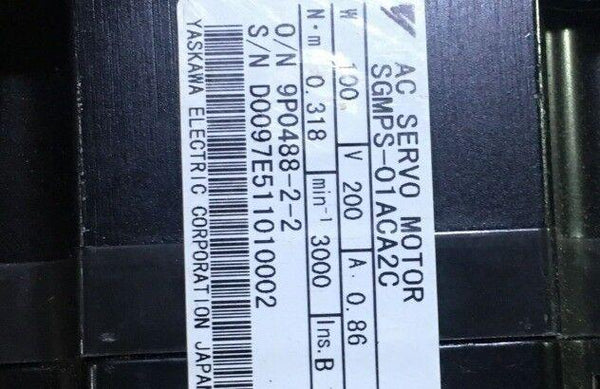 AC SERVO MOTOR
SGMPS-01ACA2C
W 100 V 200 A 0.86
N·m 0.318 min⁻¹ 3000 Ins. B
O/N 9P0488-2-2
S/N D0097E511010002
YASKAWA ELECTRIC CORPORATION JAPAN